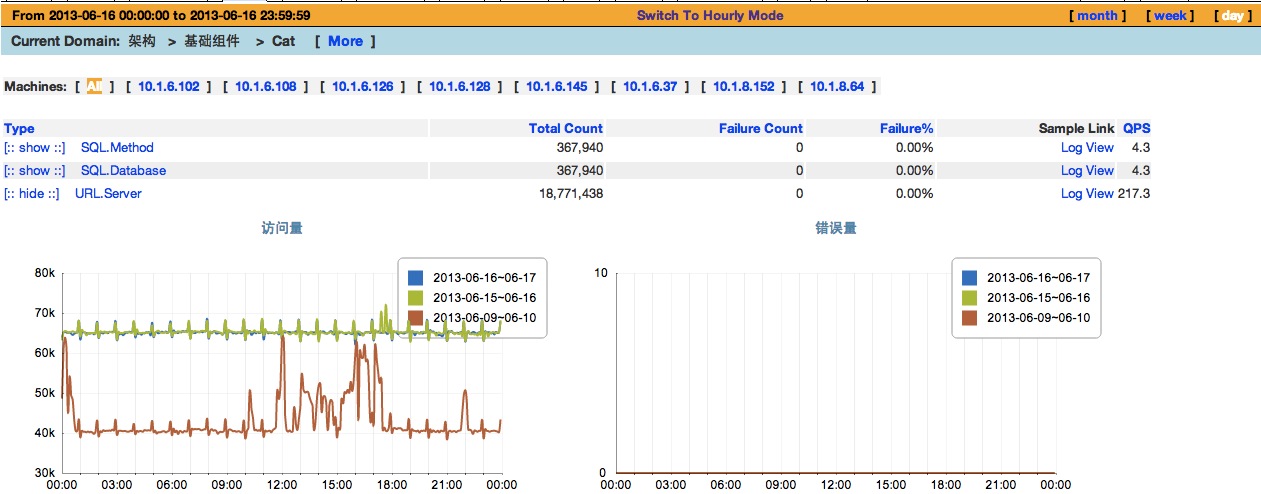 From 2013-06-16 00:00:00 to 2013-06-16 23:59:59 Switch To Hourly Mode [ month ] [ week ] [ day ]
Current Domain: 架构 > 基础组件 > Cat [ More ]
Machines: [ All ] [ 10.1.6.102 ] [ 10.1.6.108 ] [ 10.1.6.126 ] [ 10.1.6.128 ] [ 10.1.6.145 ] [ 10.1.6.37 ] [ 10.1.8.152 ] [ 10.1.8.64 ]
Type Total Count Failure Count Failure% Sample Link QPS
[:: show ::] SQL.Method 367,940 0 0.00% Log View 4.3
[:: show ::] SQL.Database 367,940 0 0.00% Log View 4.3
[:: hide ::] URL.Server 18,771,438 0 0.00% Log View 217.3
访问量
80k
70k
60k
50k
40k
30k
2013-06-16~06-17
2013-06-15~06-16
2013-06-09~06-10
00:00 03:00 06:00 09:00 12:00 15:00 18:00 21:00 00:00
错误量
10
0
2013-06-16~06-17
2013-06-15~06-16
2013-06-09~06-10
00:00 03:00 06:00 09:00 12:00 15:00 18:00 21:00 00:00